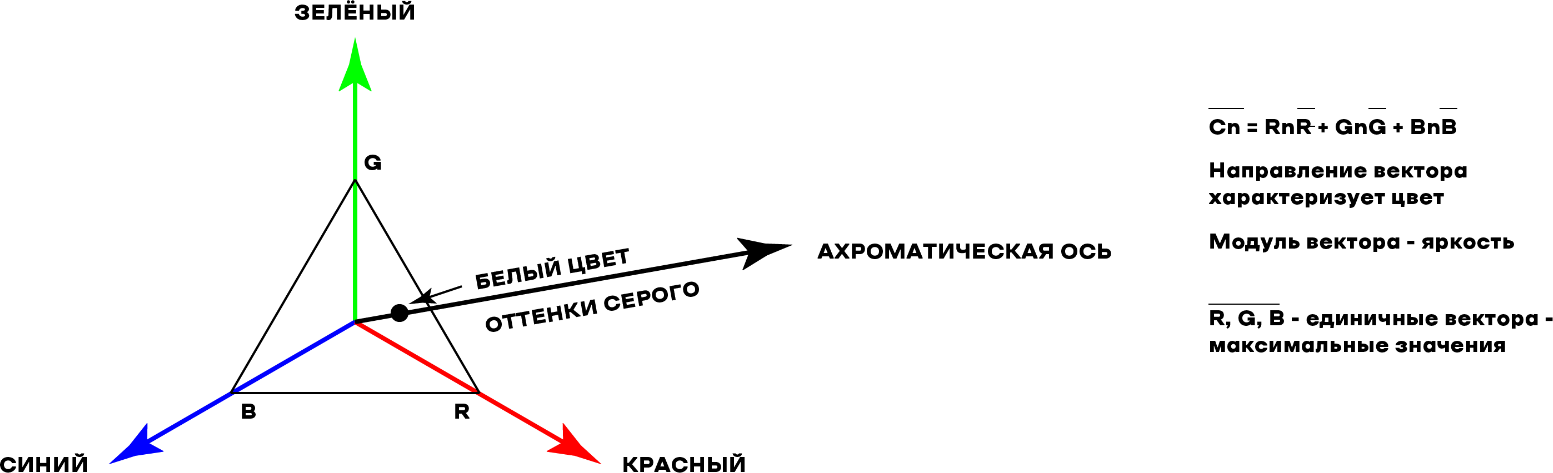 ЗЕЛЁНЫЙ
G
БЕЛЫЙ ЦВЕТ
ОТТЕНКИ СЕРОГО
АХРОМАТИЧЕСКАЯ ОСЬ
B
R
СИНИЙ
КРАСНЫЙ
Cn = RnR + GnG + BnB
Направление вектора
характеризует цвет
Модуль вектора - яркость
R, G, B - единичные вектора -
максимальные значения